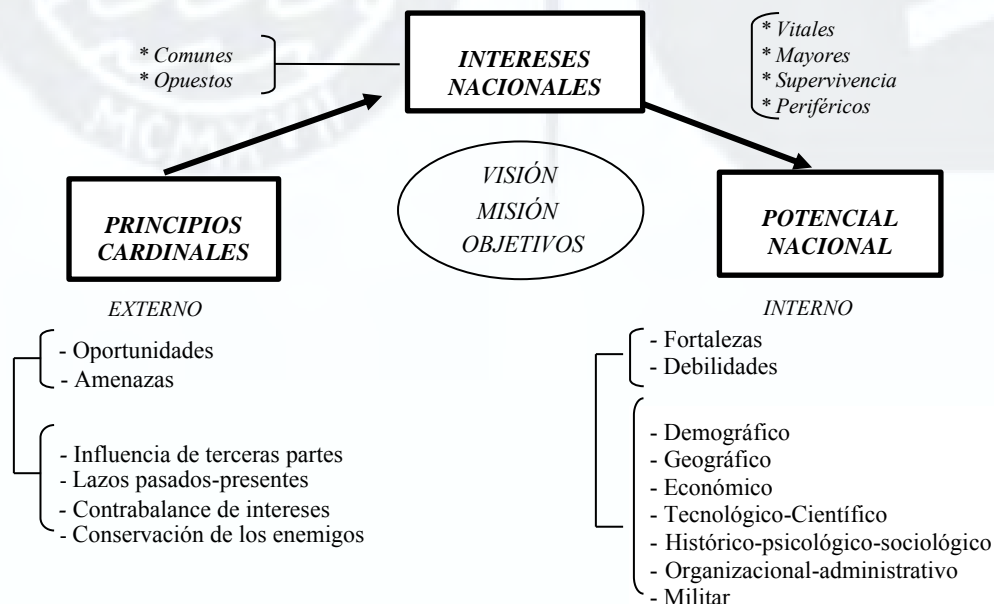 * Comunes
* Opuestos
INTERESES
NACIONALES
* Vitales
* Mayores
* Supervivencia
* Periféricos
MCMXVII
PRINCIPIOS
CARDINALES
VISIÓN
MISIÓN
OBJETIVOS
POTENCIAL
NACIONAL
EXTERNO
- Oportunidades
- Amenazas
- Influencia de terceras partes
- Lazos pasados-presentes
- Contrabalance de intereses
- Conservación de los enemigos
INTERNO
- Fortalezas
- Debilidades
- Demográfico
- Geográfico
- Económico
- Tecnológico-Científico
- Histórico-psicológico-sociológico
- Organizacional-administrativo
- Militar